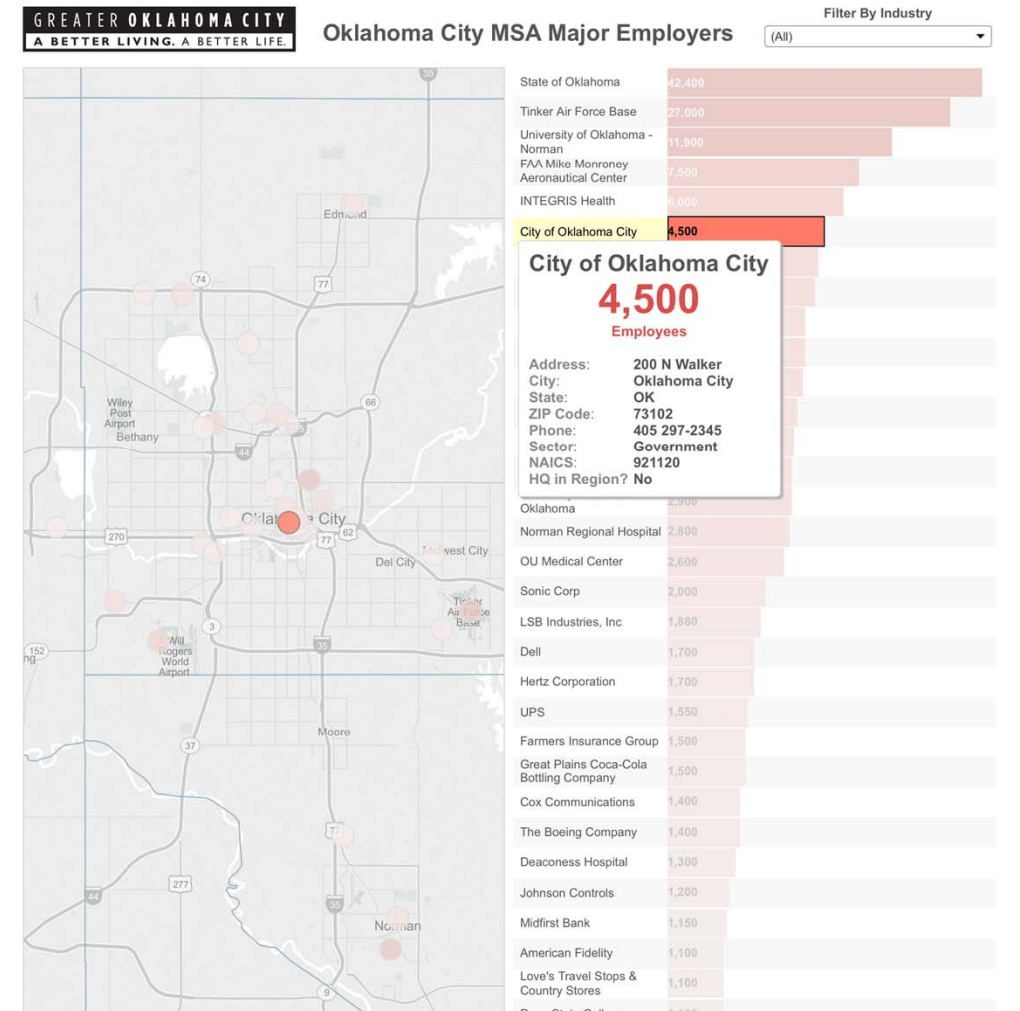 GREATER OKLAHOMA CITY
A BETTER LIVING. A BETTER LIFE.
Oklahoma City MSA Major Employers
Filter By Industry
(All)
State of Oklahoma 42,400
Tinker Air Force Base 27,000
University of Oklahoma -
Norman 11,900
FAA Mike Monroney
Aeronautical Center 7,500
INTEGRIS Health 6,000
City of Oklahoma City 4,500
City of Oklahoma City
4,500
Employees
Address: 200 N Walker
City: Oklahoma City
State: OK
ZIP Code: 73102
Phone: 405 297-2345
Sector: Government
NAICS: 921120
HQ in Region? No
Oklahoma 2,900
Norman Regional Hospital 2,800
OU Medical Center 2,600
Sonic Corp 2,000
LSB Industries, Inc 1,880
Dell 1,700
Hertz Corporation 1,700
UPS 1,550
Farmers Insurance Group 1,500
Great Plains Coca-Cola
Bottling Company 1,500
Cox Communications 1,400
The Boeing Company 1,400
Deaconess Hospital 1,300
Johnson Controls 1,200
Midfirst Bank 1,150
American Fidelity 1,100
Love's Travel Stops &
Country Stores 1,100
35
Edmond
74
77
66
Wiley
Post
Airport
Bethany
44
Oklahoma City
270
77
62
Midwest City
Del City
Tinker
Air Force
Base
3
152
Will
Rogers
World
Airport
35
Moore
37
77
277
44
35
Norman
9